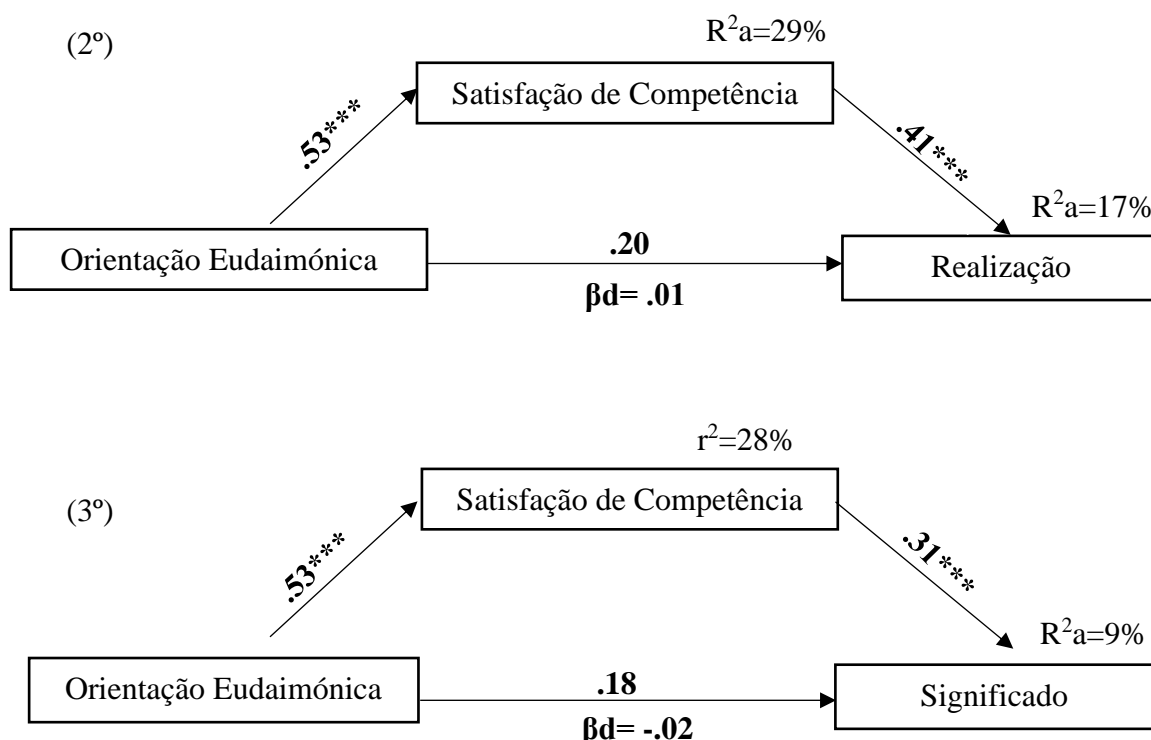 (2º)
R²a=29%
Satisfação de Competência
.53***
.41***
R²a=17%
Orientação Eudaimónica
.20
βd= .01
Realização
(3º)
r²=28%
Satisfação de Competência
.53***
.31***
R²a=9%
Orientação Eudaimónica
.18
βd= -.02
Significado